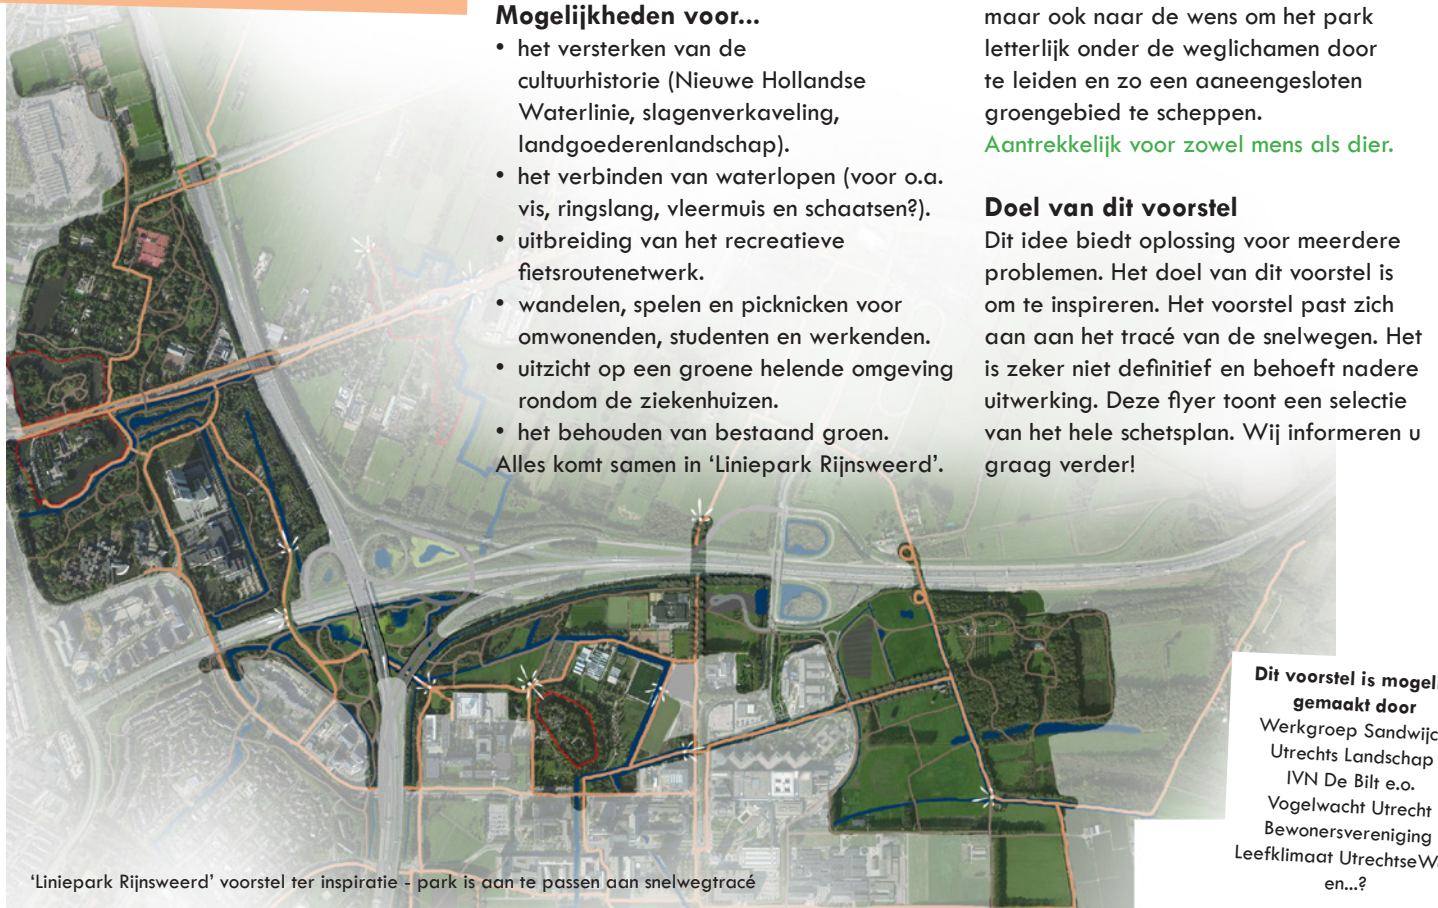 Mogelijkheden voor...
• het versterken van de
cultuurhistorie (Nieuwe Hollandse
Waterlinie, slagenverkaveling,
landgoederenlandschap).
• het verbinden van waterlopen (voor o.a.
vis, ringslang, vleermuis en schaatsen?).
• uitbreiding van het recreatieve
fietsroutenetwerk.
• wandelen, spelen en picknicken voor
omwonenden, studenten en werkenden.
• uitzicht op een groene helende omgeving
rondom de ziekenhuizen.
• het behouden van bestaand groen.
Alles komt samen in ‘Liniepark Rijnsweerd’.
maar ook naar de wens om het park
letterlijk onder de weglichamen door
te leiden en zo een aaneengesloten
groengebied te scheppen.
Aantrekkelijk voor zowel mens als dier.
Doel van dit voorstel
Dit idee biedt oplossing voor meerdere
problemen. Het doel van dit voorstel is
om te inspireren. Het voorstel past zich
aan aan het tracé van de snelwegen. Het
is zeker niet definitief en behoeft nadere
uitwerking. Deze flyer toont een selectie
van het hele schetsplan. Wij informeren u
graag verder!
Dit voorstel is
gemaakt door
Werkgroep
Utrechts Landschap
IVN De Bilt e.o.
Vogelwacht Utrecht
Bewonersvereniging
Leefklimaat
en...?
‘Liniepark Rijnsweerd’ voorstel ter inspiratie - park is aan te passen aan snelwegtracé